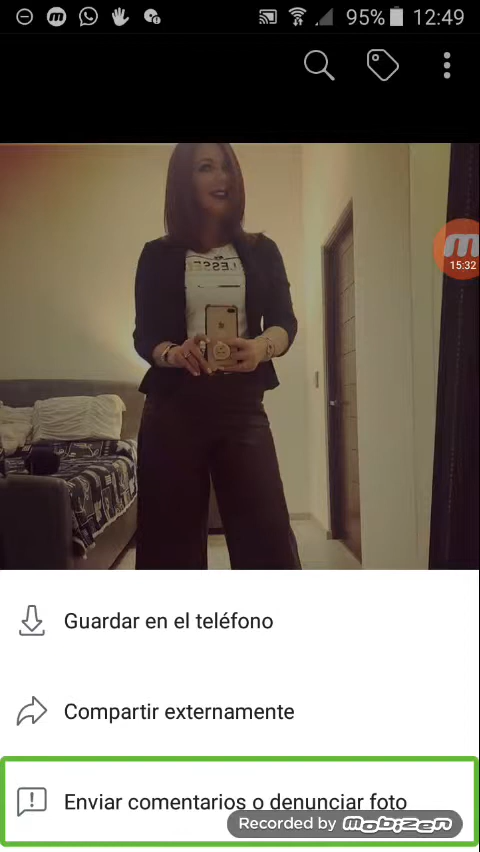 95% 12:49
15:32
Guardar en el teléfono
Compartir externamente
Enviar comentarios o denunciar foto
Recorded by mobizen